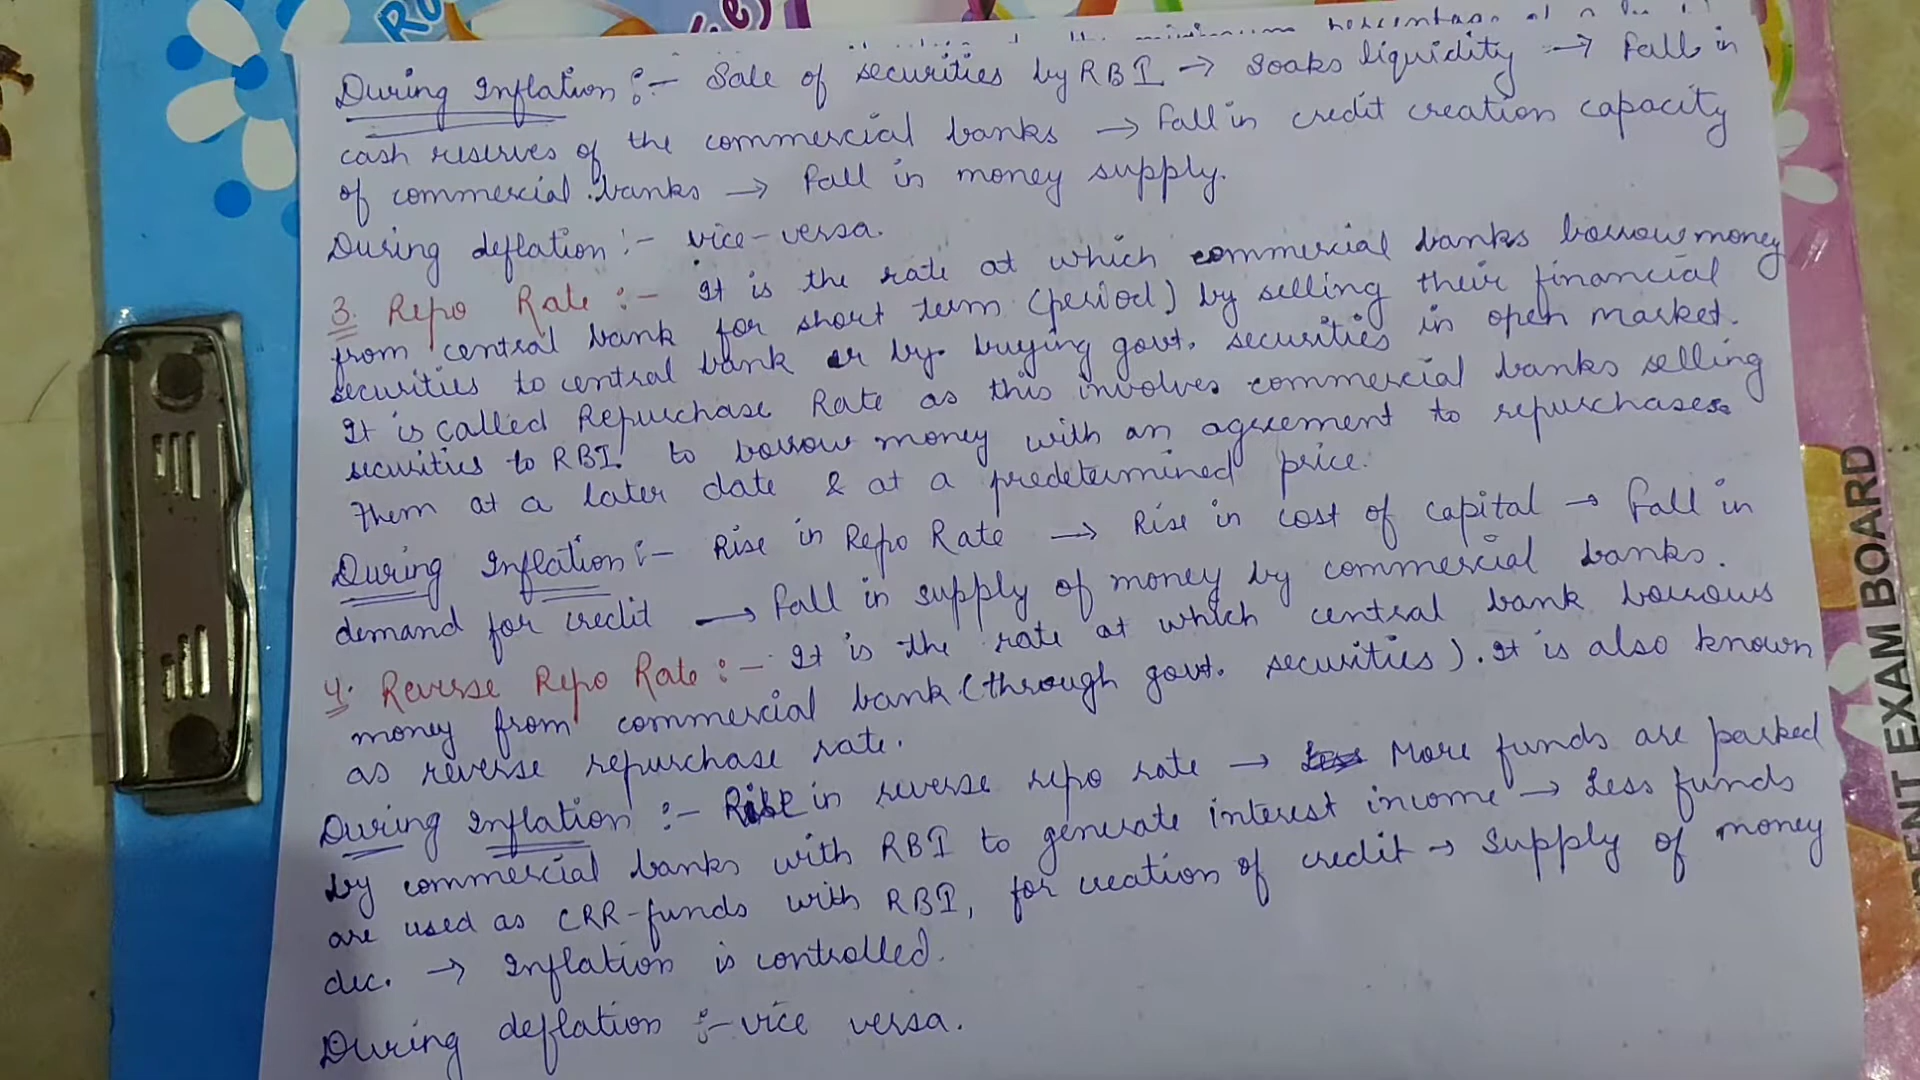 During Inflation :- Sale of securities by RBI → Soaks liquidity → Fall in
cash reserves of the commercial banks → Fall in credit creation capacity
of commercial banks → Fall in money supply.
During deflation :- vice-versa.
3. Repo Rate :- It is the rate at which commercial banks borrow money
from central bank for short term (period) by selling their financial
securities to central bank or by buying govt. securities in open market.
It is called Repurchase Rate as this involves commercial banks selling
securities to RBI to borrow money with an agreement to repurchases
them at a later date & at a predetermined price.
During Inflation :- Rise in Repo Rate → Rise in cost of capital → Fall in
demand for credit → Fall in supply of money by commercial banks.
4. Reverse Repo Rate :- It is the rate at which central bank borrows
money from commercial bank (through govt. securities). It is also known
as reverse repurchase rate.
During Inflation :- Rise in reverse repo rate → More funds are parked
by commercial banks with RBI to generate interest income → Less funds
are used as CRR-funds with RBI, for creation of credit → Supply of money
dec. → Inflation is controlled.
During deflation :- vice versa.
EXAM BOARD